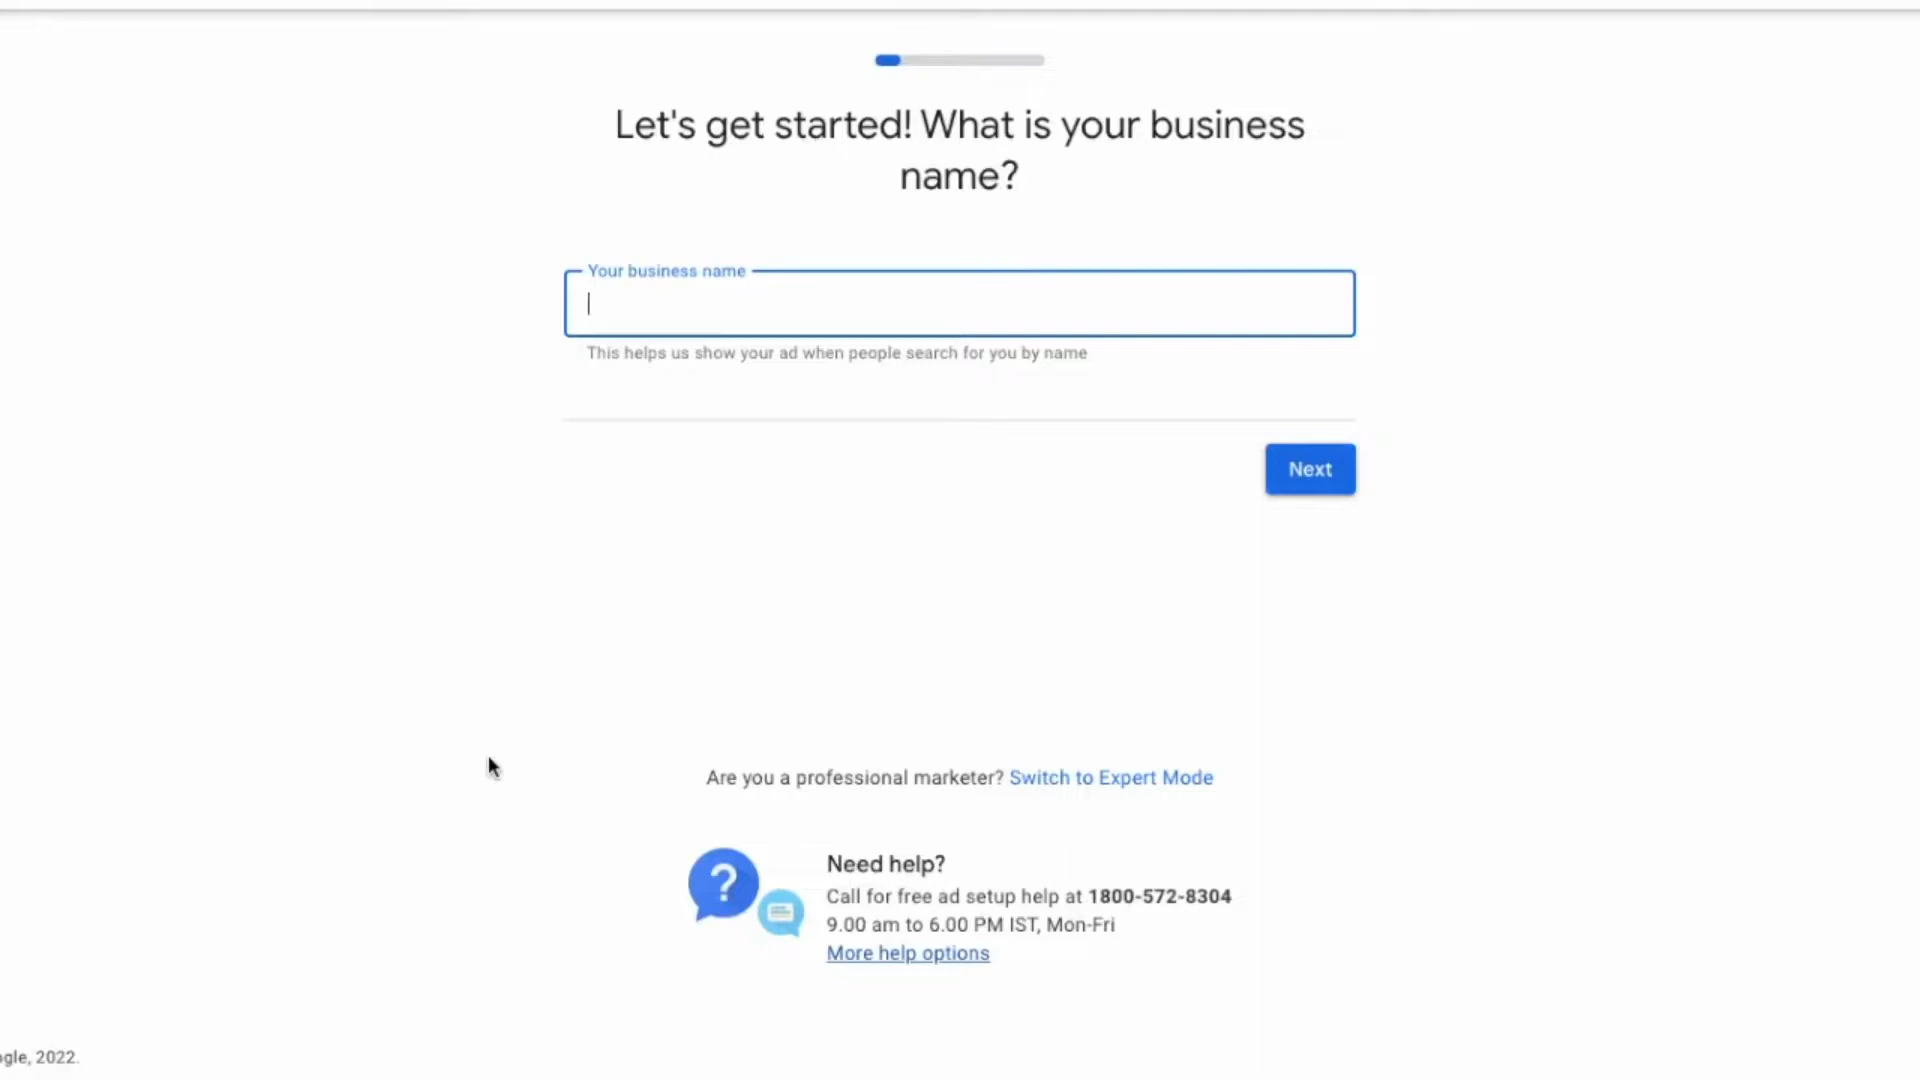 Let's get started! What is your business
name?
Your business name
This helps us show your ad when people search for you by name
Next
Are you a professional marketer? Switch to Expert Mode
?
Need help?
Call for free ad setup help at 1800-572-8304
9.00 am to 6.00 PM IST, Mon-Fri
More help options
ogle, 2022.